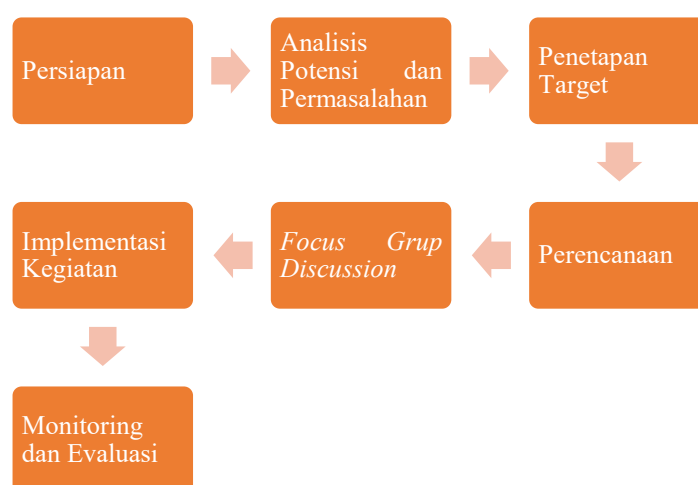 Persiapan
Analisis
Potensi dan
Permasalahan
Penetapan
Target
Perencanaan
Focus Grup
Discussion
Implementasi
Kegiatan
Monitoring
dan Evaluasi